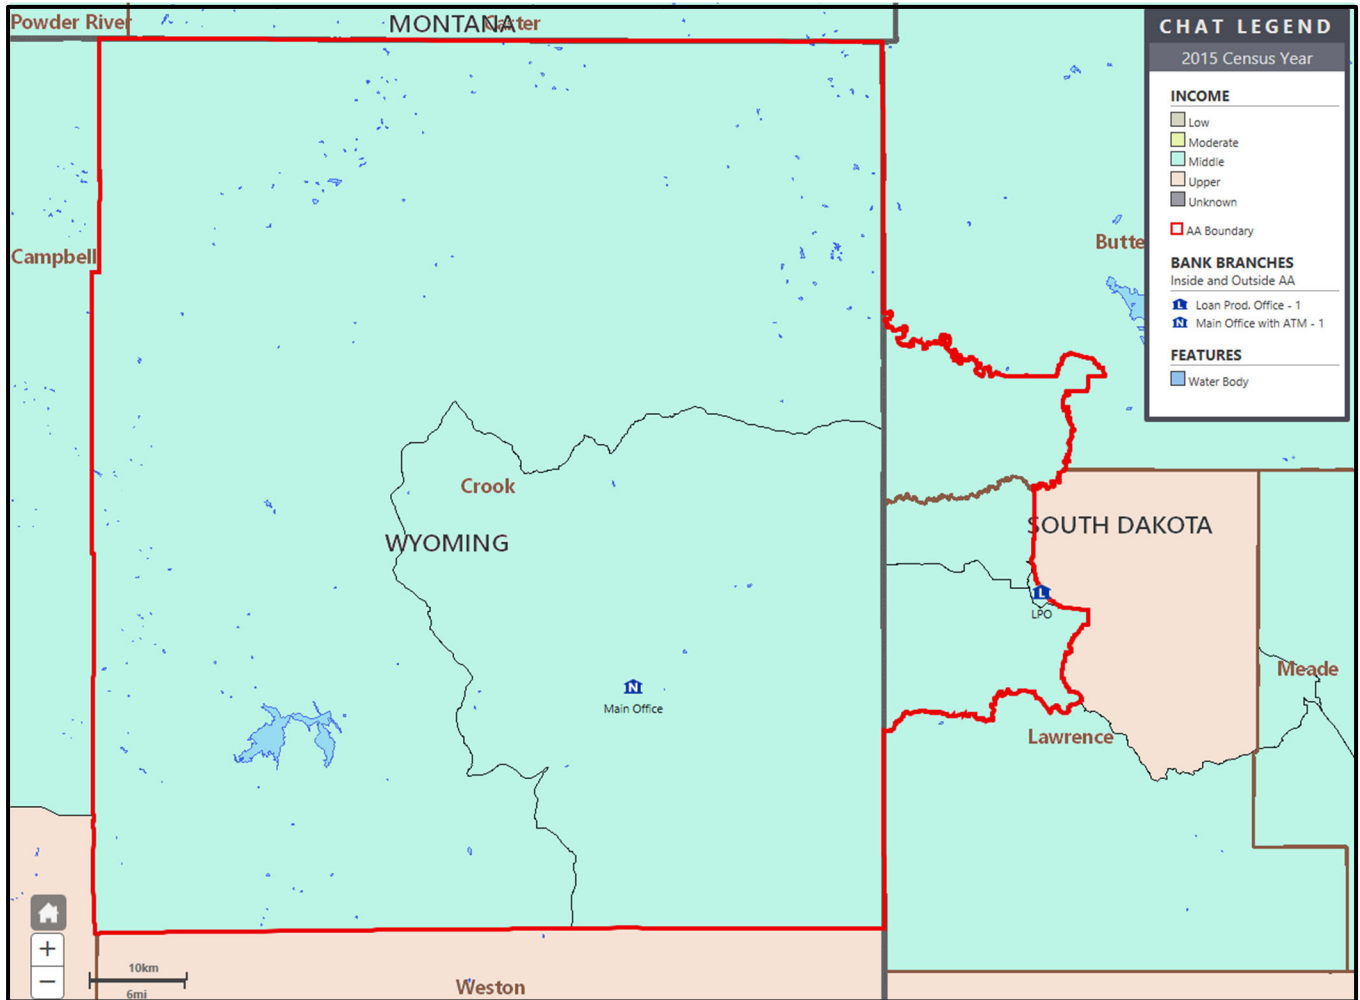 Powder River
MONTANA
Carter
CHAT LEGEND
2015 Census Year
INCOME
Low
Moderate
Middle
Upper
Unknown
AA Boundary
BANK BRANCHES
Inside and Outside AA
L Loan Prod. Office - 1
N Main Office with ATM - 1
FEATURES
Water Body
Campbell
Butte
Crook
WYOMING
SOUTH DAKOTA
L
LPO
Meade
N
Main Office
Lawrence
+
−
10km
6mi
Weston